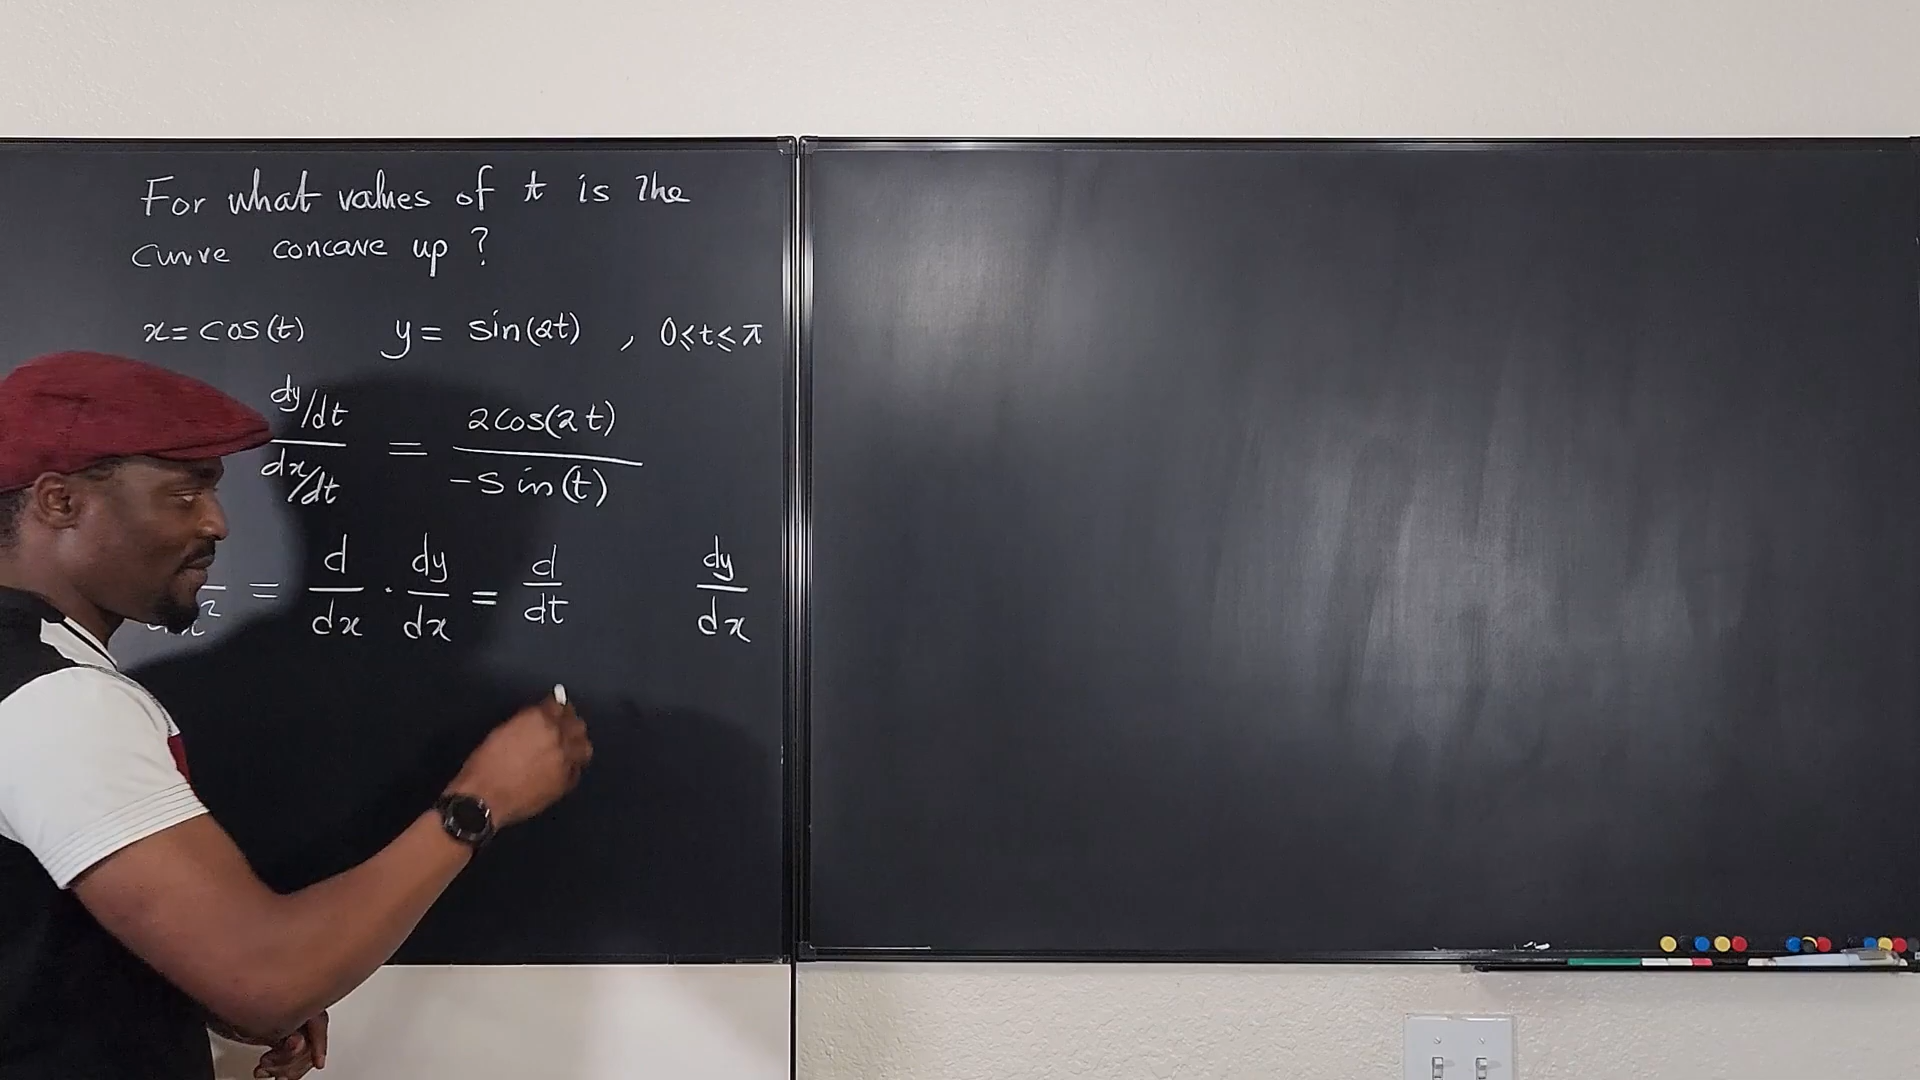 For what values of t is the
curve concave up ?
x = cos(t)   y = sin(2t) , 0 ≤ t ≤ π
dy/dt / dx/dt = 2cos(2t) / -sin(t)
x² = d/dx · dy/dx = d/dt   dy/dx